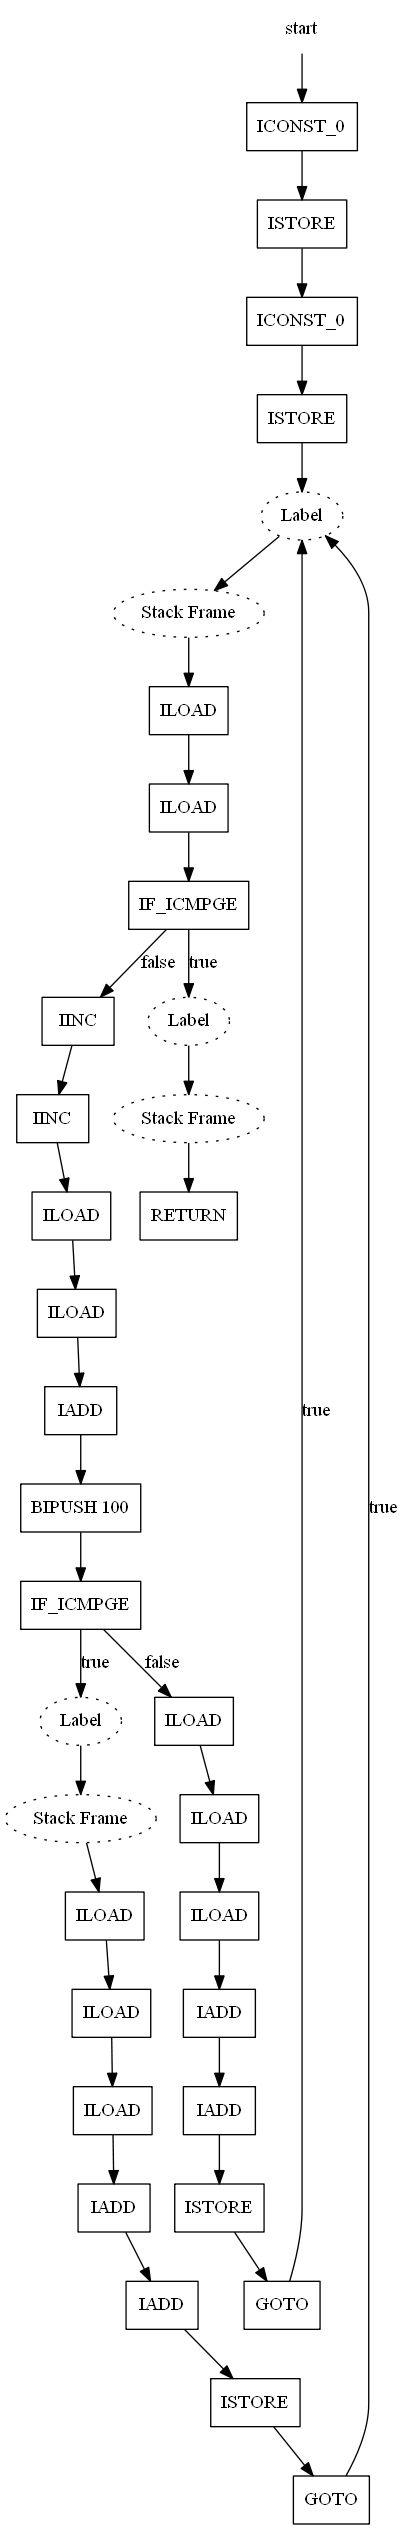 start
ICONST_0
ISTORE
ICONST_0
ISTORE
Label
Stack Frame
ILOAD
ILOAD
IF_ICMPGE
false
true
IINC
Label
IINC
Stack Frame
ILOAD
RETURN
ILOAD
IADD
true
BIPUSH 100
true
IF_ICMPGE
true
false
Label
ILOAD
Stack Frame
ILOAD
ILOAD
ILOAD
ILOAD
IADD
ILOAD
IADD
IADD
ISTORE
IADD
GOTO
ISTORE
GOTO